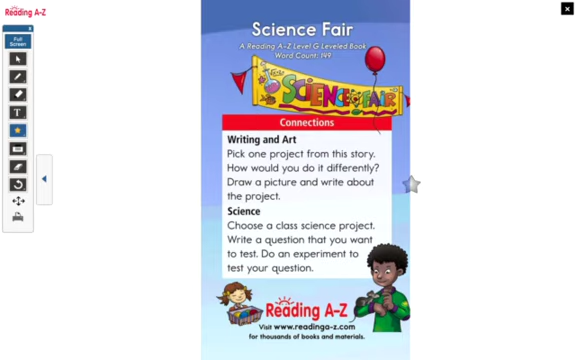 Reading A-Z
Full
Screen
T
Science Fair
A Reading A–Z Level G Leveled Book
Word Count: 199
SCIENCE FAIR
Connections
Writing and Art
Pick one project from this story.
How would you do it differently?
Draw a picture and write about
the project.
Science
Choose a class science project.
Write a question that you want
to test. Do an experiment to
test your question.
Reading A-Z
Visit www.readinga-z.com
for thousands of books and materials.